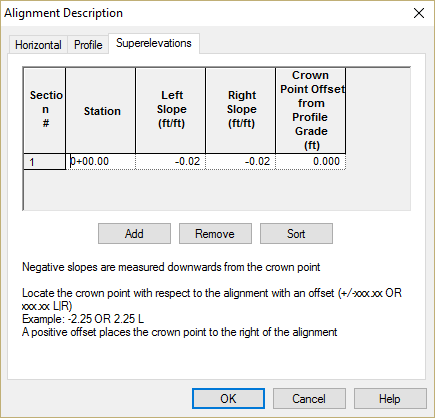 Alignment Description
Horizontal Profile Superelevations
Sectio
n
#
Station
Left
Slope
(ft/ft)
Right
Slope
(ft/ft)
Crown
Point Offset
from
Profile
Grade
(ft)
1 0+00.00 -0.02 -0.02 0.000
Add Remove Sort
Negative slopes are measured downwards from the crown point
Locate the crown point with respect to the alignment with an offset (+/-xxx.xx OR
xxx.xx L|R)
Example: -2.25 OR 2.25 L
A positive offset places the crown point to the right of the alignment
OK Cancel Help